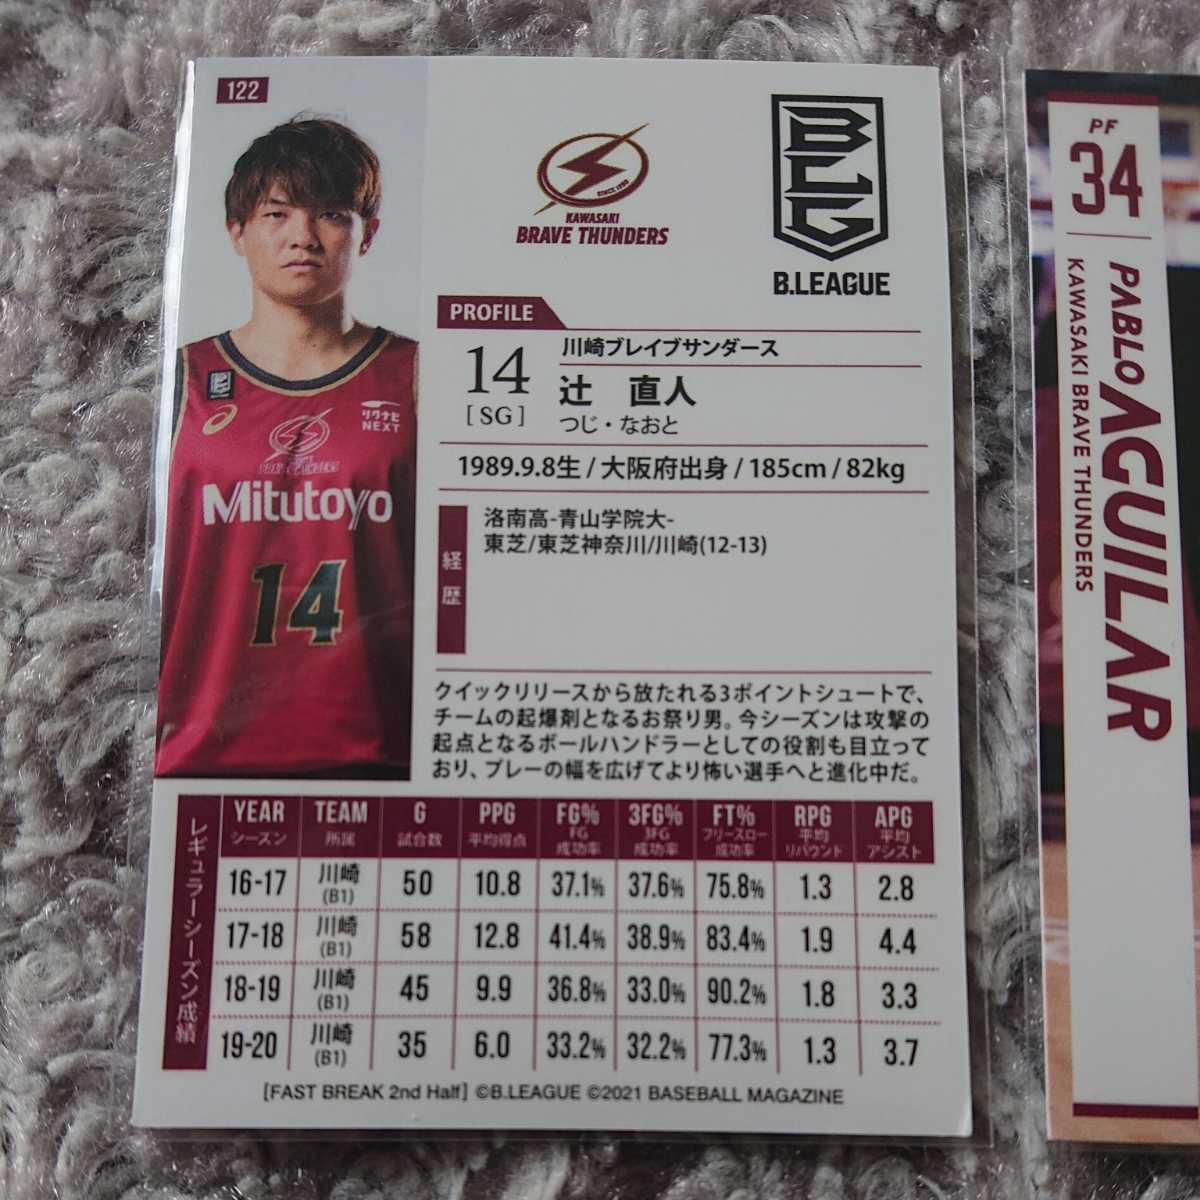 122
SINCE 1950
KAWASAKI
BRAVE THUNDERS
B.LEAGUE
PROFILE
14
[SG]
川崎ブレイブサンダース
辻　直人
つじ・なおと
1989.9.8生 / 大阪府出身 / 185cm / 82kg
経歴
洛南高-青山学院大-
東芝/東芝神奈川/川崎(12-13)
リクナビ
NEXT
BRAVE THUNDERS
Mitutoyo
14
クイックリリースから放たれる3ポイントシュートで、
チームの起爆剤となるお祭り男。今シーズンは攻撃の
起点となるボールハンドラーとしての役割も目立って
おり、プレーの幅を広げてより怖い選手へと進化中だ。
レギュラーシーズン成績
YEAR TEAM G PPG FG% 3FG% FT% RPG APG
シーズン 所属 試合数 平均得点 FG成功率 3FG成功率 フリースロー成功率 平均リバウンド 平均アシスト
16-17 川崎(B1) 50 10.8 37.1% 37.6% 75.8% 1.3 2.8
17-18 川崎(B1) 58 12.8 41.4% 38.9% 83.4% 1.9 4.4
18-19 川崎(B1) 45 9.9 36.8% 33.0% 90.2% 1.8 3.3
19-20 川崎(B1) 35 6.0 33.2% 32.2% 77.3% 1.3 3.7
[FAST BREAK 2nd Half] ©B.LEAGUE ©2021 BASEBALL MAGAZINE
PF
34
PABLO AGUILAR
KAWASAKI BRAVE THUNDERS